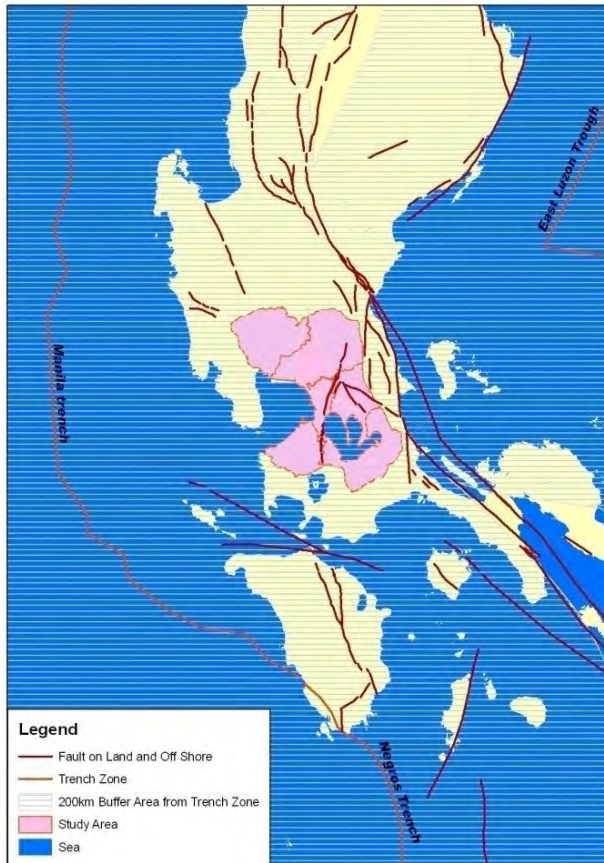 East Luzon Trough
Manila trench
Negros Trench
Legend
Fault on Land and Off Shore
Trench Zone
200km Buffer Area from Trench Zone
Study Area
Sea